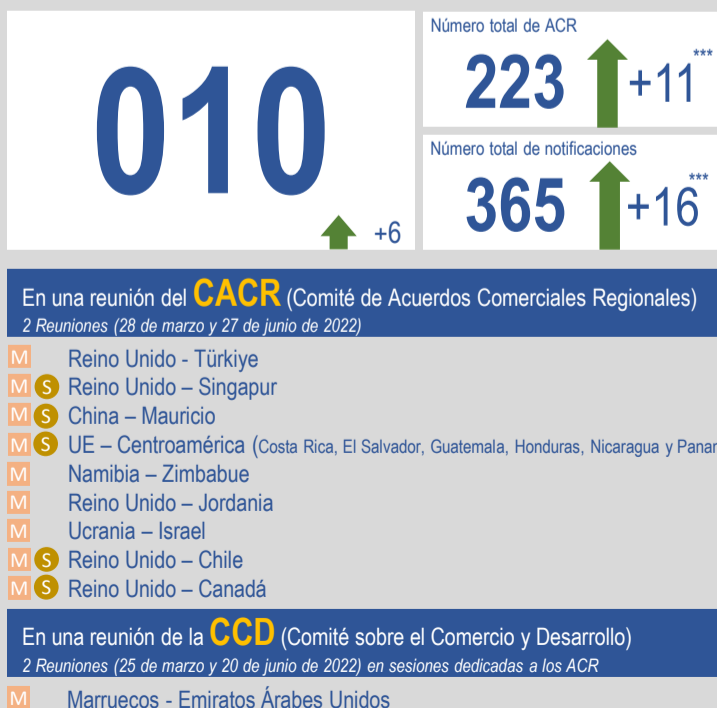 010
+6
Número total de ACR
223 +11***
Número total de notificaciones
365 +16***
En una reunión del CACR (Comité de Acuerdos Comerciales Regionales)
2 Reuniones (28 de marzo y 27 de junio de 2022)
M Reino Unido - Türkiye
M S Reino Unido – Singapur
M S China – Mauricio
M S UE – Centroamérica (Costa Rica, El Salvador, Guatemala, Honduras, Nicaragua y
M Namibia – Zimbabue
M Reino Unido – Jordania
M Ucrania – Israel
M S Reino Unido – Chile
M S Reino Unido – Canadá
En una reunión de la CCD (Comité sobre el Comercio y Desarrollo)
2 Reuniones (25 de marzo y 20 de junio de 2022) en sesiones dedicadas a los ACR
M Marruecos - Emiratos Árabes Unidos